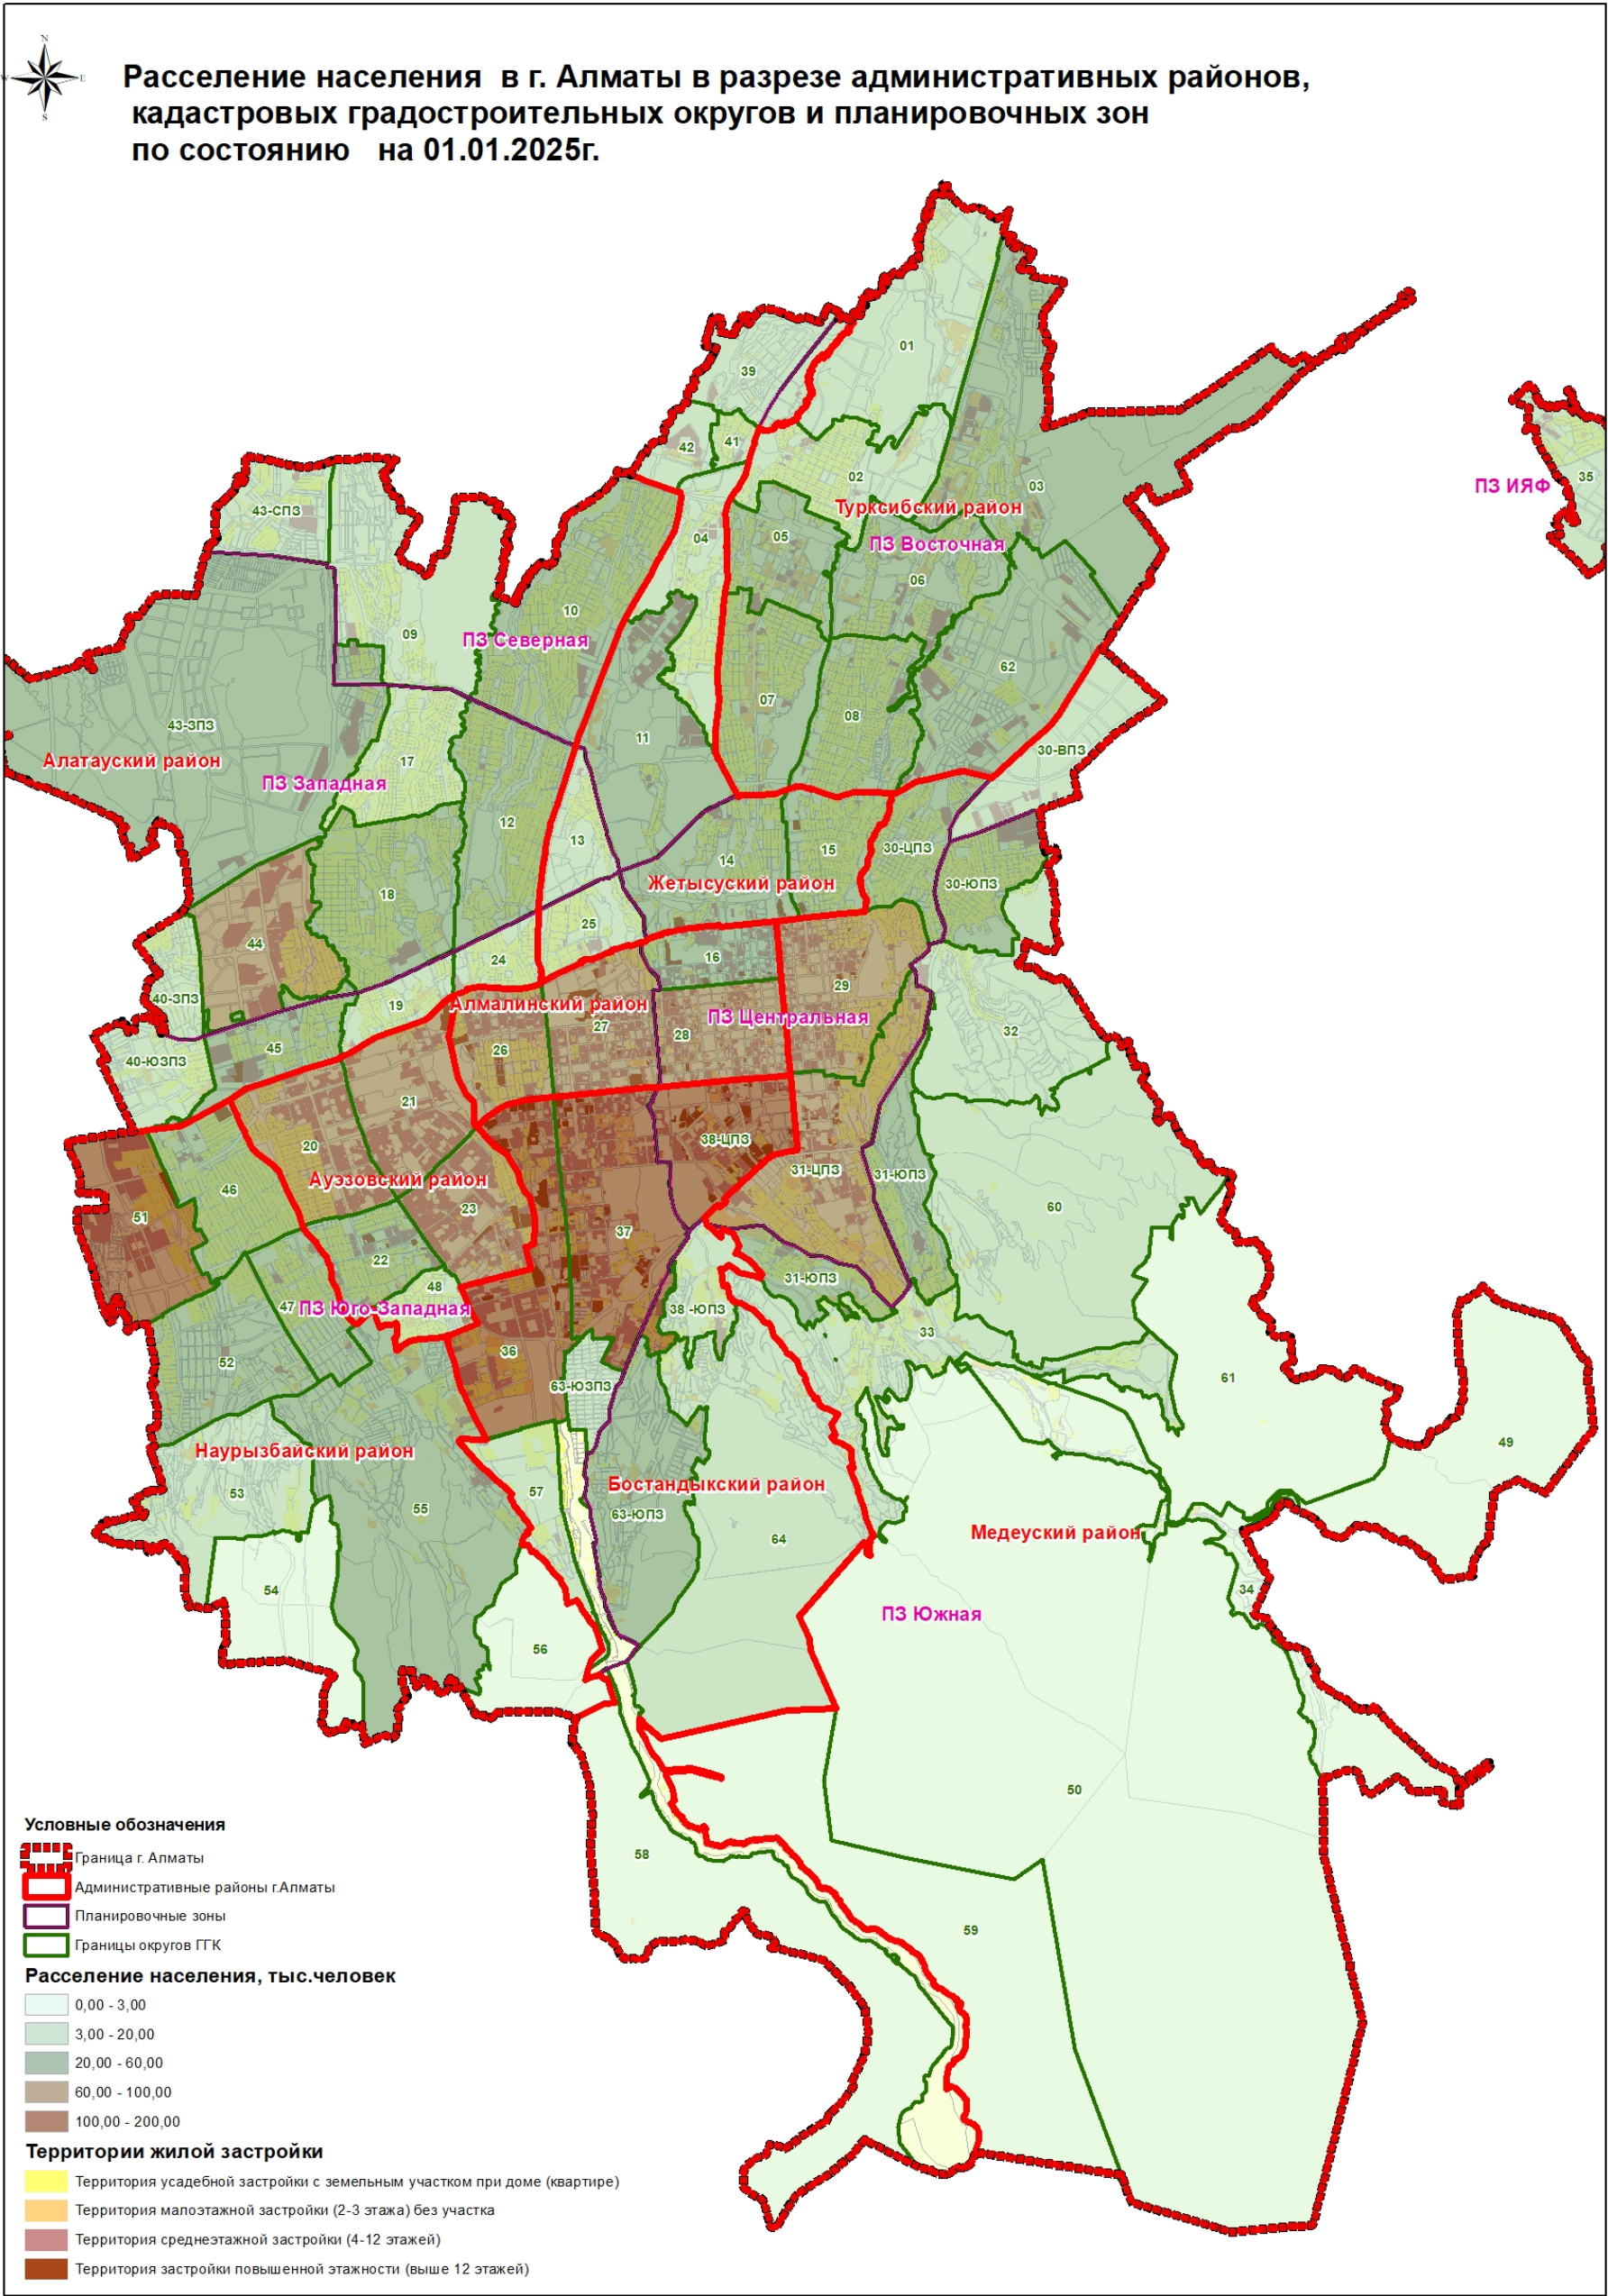 N
W
E
S
Расселение населения в г. Алматы в разрезе административных районов,
кадастровых градостроительных округов и планировочных зон
по состоянию на 01.01.2025г.
01
39
42
41
02
03
Турксибский район
ПЗ Восточная
ПЗ ИЯФ
35
43-СПЗ
04
05
06
10
09
ПЗ Северная
62
07
08
43-ЗПЗ
11
30-ВПЗ
Алатауский район
17
ПЗ Западная
12
13
14
15
30-ЦПЗ
Жетысуский район
30-ЮПЗ
18
25
44
24
16
29
40-ЗПЗ
19
Алмалинский район
ПЗ Центральная
27
28
32
45
26
40-ЮЗПЗ
21
20
38-ЦПЗ
Ауэзовский район
31-ЦПЗ
31-ЮПЗ
46
51
23
60
37
22
48
31-ЮПЗ
47
ПЗ Юго-Западная
38 -ЮПЗ
33
36
52
63-ЮЗПЗ
61
49
Наурызбайский район
53
57
55
Бостандыкский район
63-ЮПЗ
64
Медеуский район
54
34
ПЗ Южная
56
50
58
59
Условные обозначения
Граница г. Алматы
Административные районы г.Алматы
Планировочные зоны
Границы округов ГГК
Расселение населения, тыс.человек
0,00 - 3,00
3,00 - 20,00
20,00 - 60,00
60,00 - 100,00
100,00 - 200,00
Территории жилой застройки
Территория усадебной застройки с земельным участком при доме (квартире)
Территория малоэтажной застройки (2-3 этажа) без участка
Территория среднеэтажной застройки (4-12 этажей)
Территория застройки повышенной этажности (выше 12 этажей)